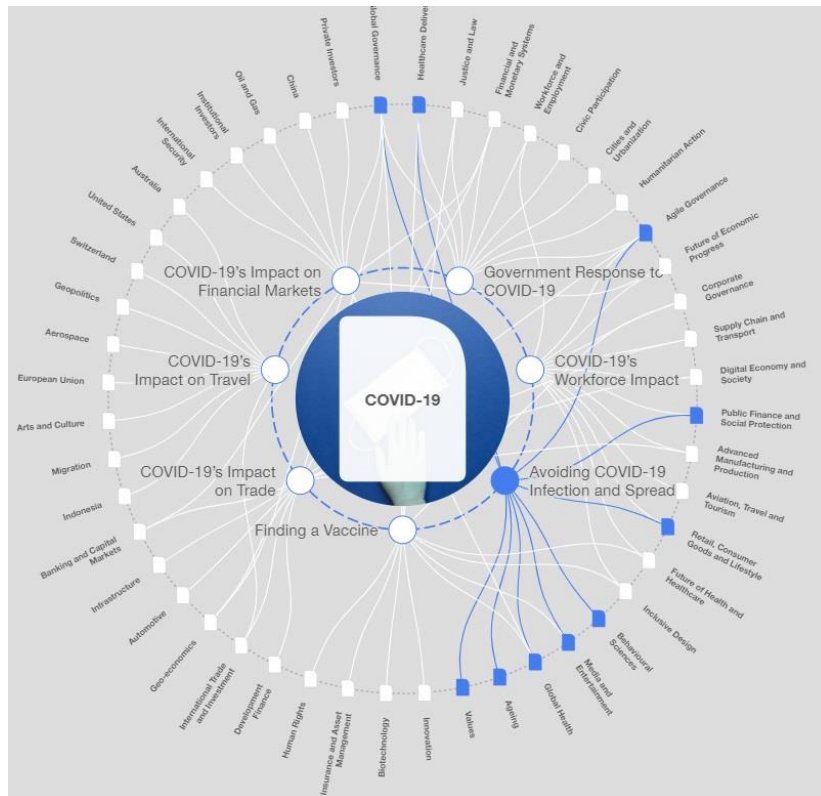 Private Investors
Global Governance
Healthcare Deliver
Justice and Law
Financial and
Monetary Systems
Workforce and
Employment
Civic Participation
Cities and
Urbanization
Humanitarian Action
Agile Governance
Future of Economic
Progress
Corporate
Governance
Supply Chain and
Transport
Digital Economy and
Society
Public Finance and
Social Protection
Advanced
Manufacturing and
Production
Aviation, Travel and
Tourism
Retail, Consumer
Goods and Lifestyle
Future of Health and
Healthcare
Inclusive Design
Behavioural
Sciences
Media and
Entertainment
Global Health
Ageing
Values
Innovation
Biotechnology
Insurance and Asset
Management
Human Rights
Development
Finance
International Trade
and Investment
Geo-economics
Automotive
Infrastructure
Banking and Capital
Markets
Indonesia
Migration
Arts and Culture
European Union
Aerospace
Geopolitics
Switzerland
United States
Australia
International
Security
Institutional
Investors
Oil and Gas
China
COVID-19's Impact on
Financial Markets
Government Response to
COVID-19
COVID-19's
Impact on Travel
COVID-19's
Workforce Impact
COVID-19
COVID-19's Impact
on Trade
Avoiding COVID-19
Infection and Spread
Finding a Vaccine